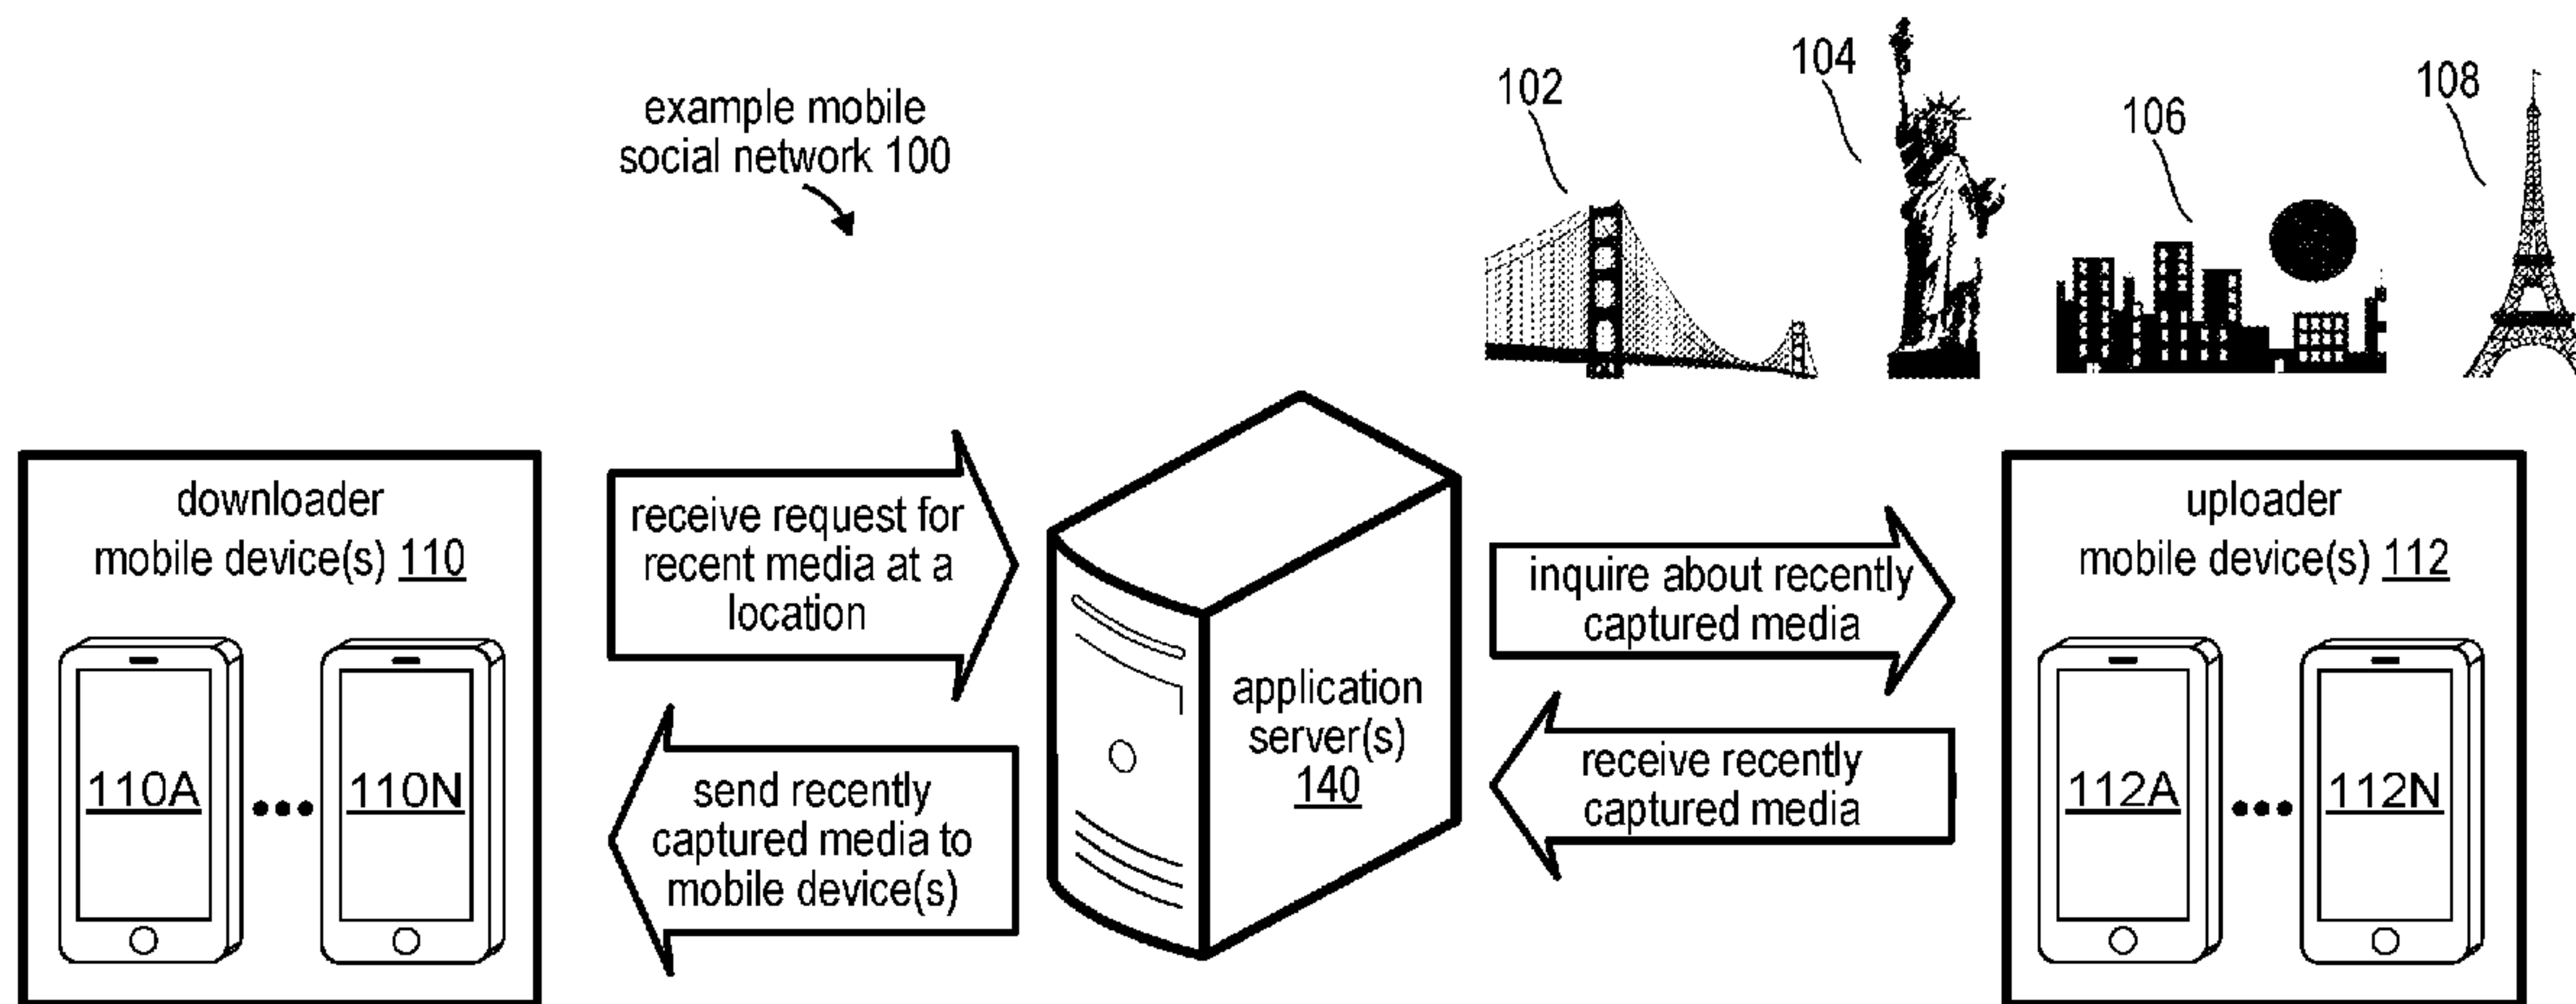 example mobile
social network 100
102
104
106
108
downloader
mobile device(s) 110
110A
110N
receive request for
recent media at a
location
send recently
captured media to
mobile device(s)
application
server(s)
140
inquire about recently
captured media
receive recently
captured media
uploader
mobile device(s) 112
112A
112N